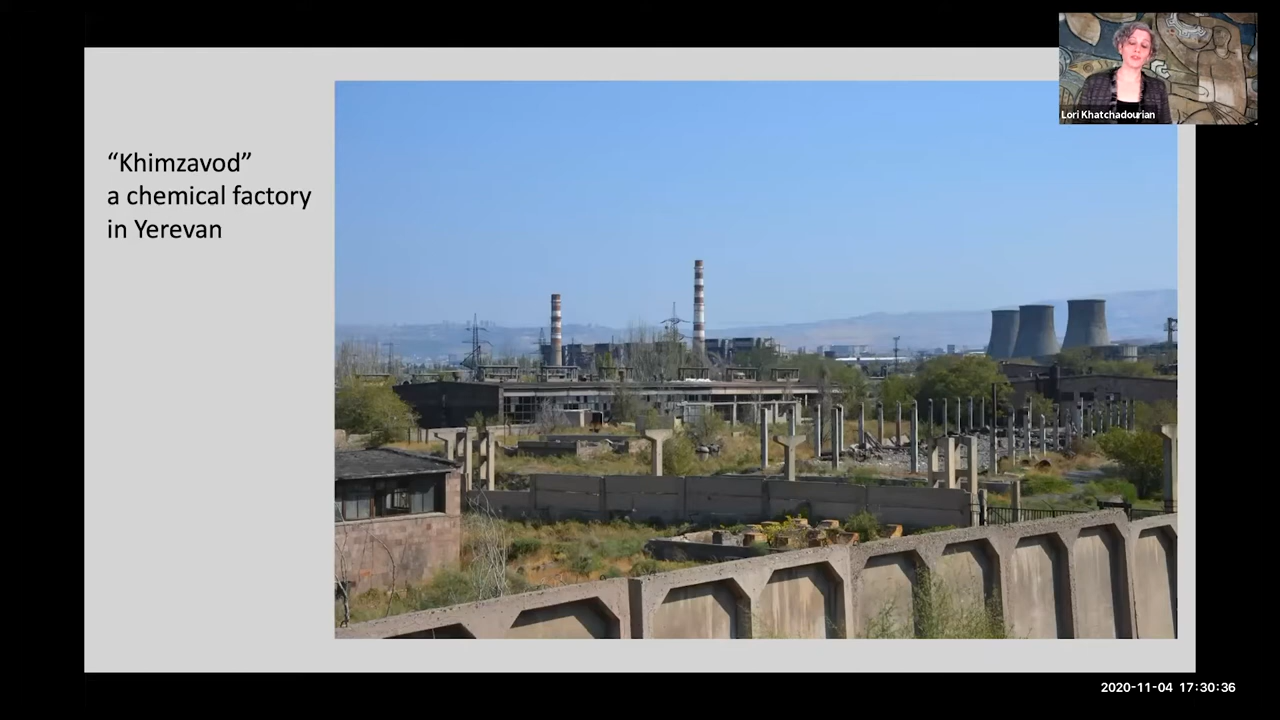 “Khimzavod”
a chemical factory
in Yerevan
Lori Khatchadourian
2020-11-04 17:30:36